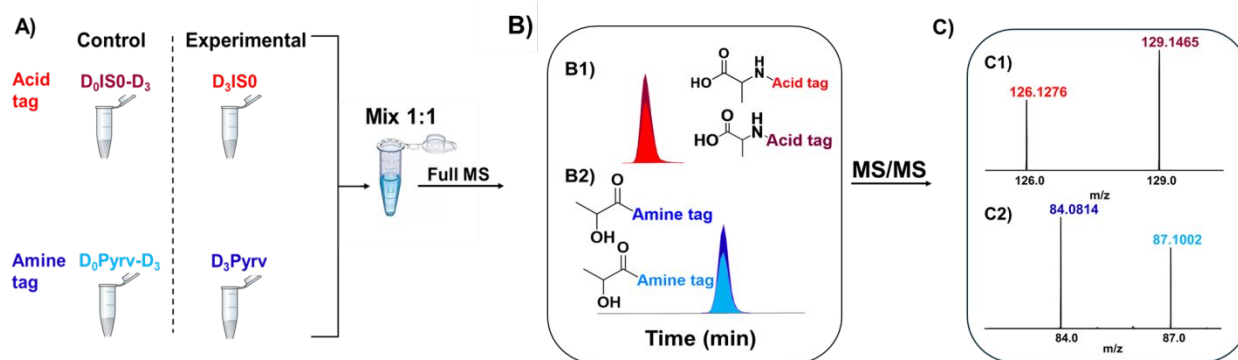 A)
Control
Experimental
Acid
tag
D₀IS0-D₃
D₃IS0
Amine
tag
D₀Pyrv-D₃
D₃Pyrv
Mix 1:1
Full MS
B)
B1)
O
HO
H
N
Acid tag
O
HO
H
N
Acid tag
B2)
O
Amine tag
OH
O
Amine tag
OH
Time (min)
MS/MS
C)
C1)
129.1465
126.1276
126.0
129.0
m/z
C2)
84.0814
87.1002
84.0
87.0
m/z